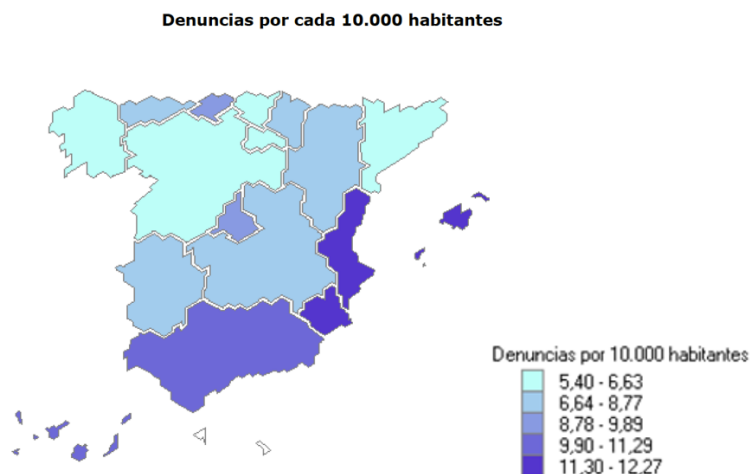 Denuncias por cada 10.000 habitantes
Denuncias por 10.000 habitantes
5,40 - 6,63
6,64 - 8,77
8,78 - 9,89
9,90 - 11,29
11,30 - 12,27